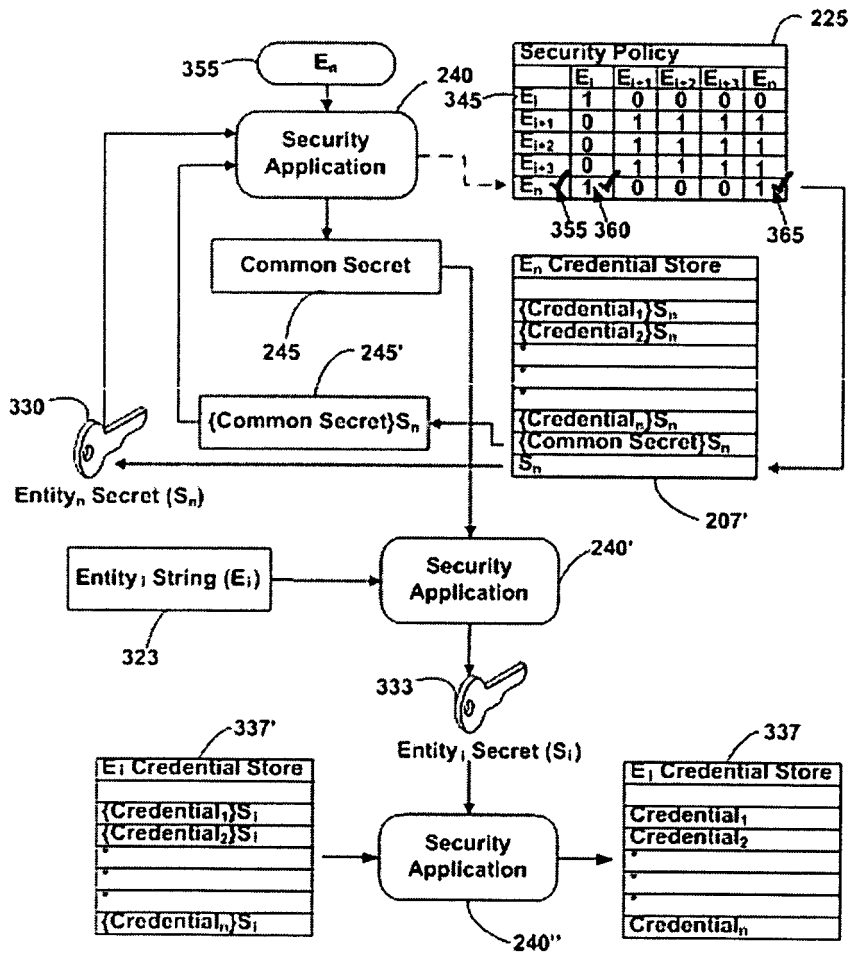 225
355
Eₙ
240
Security Policy
Eᵢ Eᵢ₊₁ Eᵢ₊₂ Eᵢ₊₃ Eₙ
345
Eᵢ 1 0 0 0 0
Eᵢ₊₁ 0 1 1 1 1
Eᵢ₊₂ 0 1 1 1 1
Eᵢ₊₃ 0 1 1 1 1
Eₙ 1 0 0 0 1
355 360 365
Security
Application
Common Secret
245
Eₙ Credential Store
{Credential₁}Sₙ
{Credential₂}Sₙ
{Credentialₙ}Sₙ
{Common Secret}Sₙ
Sₙ
207'
245'
{Common Secret}Sₙ
330
Entityₙ Secret (Sₙ)
Entityᵢ String (Eᵢ)
323
Security
Application
240'
333
Entityᵢ Secret (Sᵢ)
337'
Eᵢ Credential Store
{Credential₁}Sᵢ
{Credential₂}Sᵢ
{Credentialₙ}Sᵢ
Security
Application
240''
337
Eᵢ Credential Store
Credential₁
Credential₂
Credentialₙ